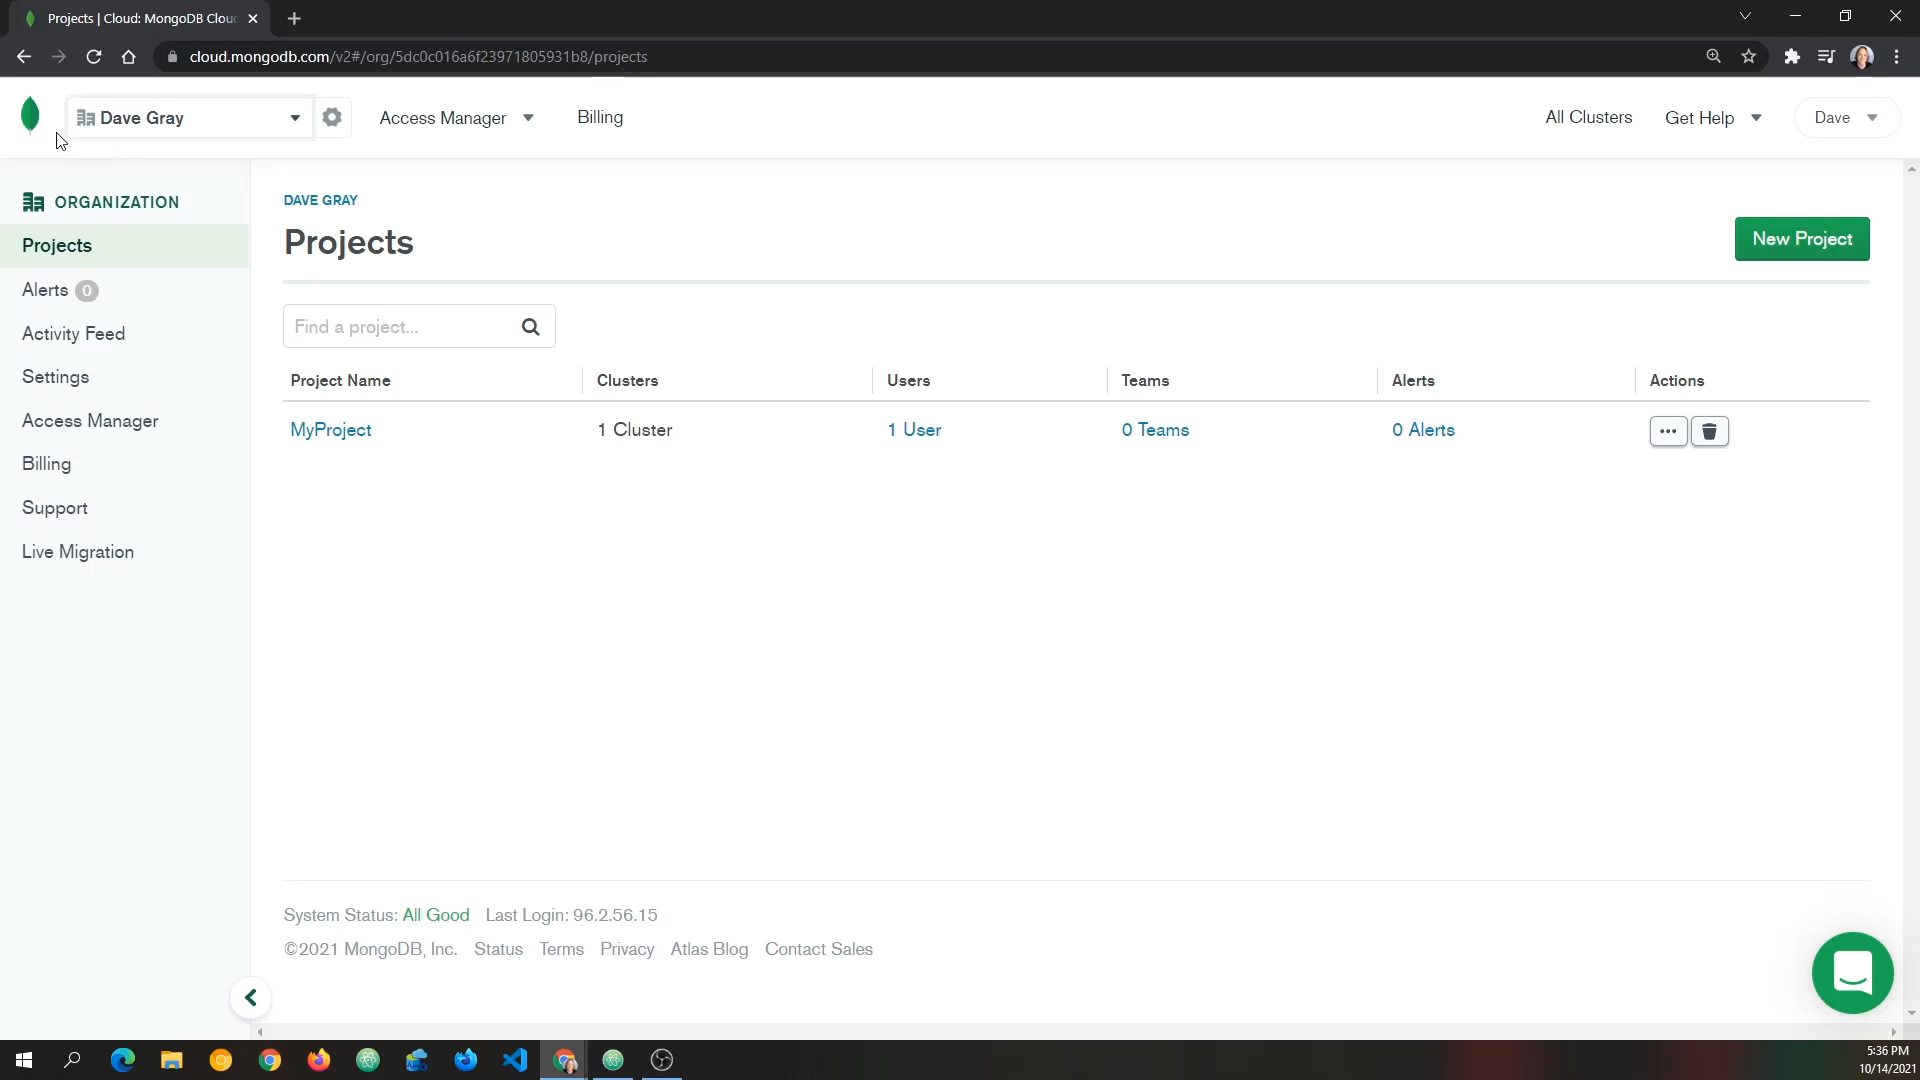 Projects | Cloud: MongoDB Cloud
cloud.mongodb.com/v2#/org/5dc0c016a6f23971805931b8/projects
Dave Gray
Access Manager
Billing
All Clusters
Get Help
Dave
ORGANIZATION
Projects
Alerts 0
Activity Feed
Settings
Access Manager
Billing
Support
Live Migration
DAVE GRAY
Projects
New Project
Find a project...
Project Name Clusters Users Teams Alerts Actions
MyProject 1 Cluster 1 User 0 Teams 0 Alerts
System Status: All Good Last Login: 96.2.56.15
©2021 MongoDB, Inc. Status Terms Privacy Atlas Blog Contact Sales
5:36 PM
10/14/2021